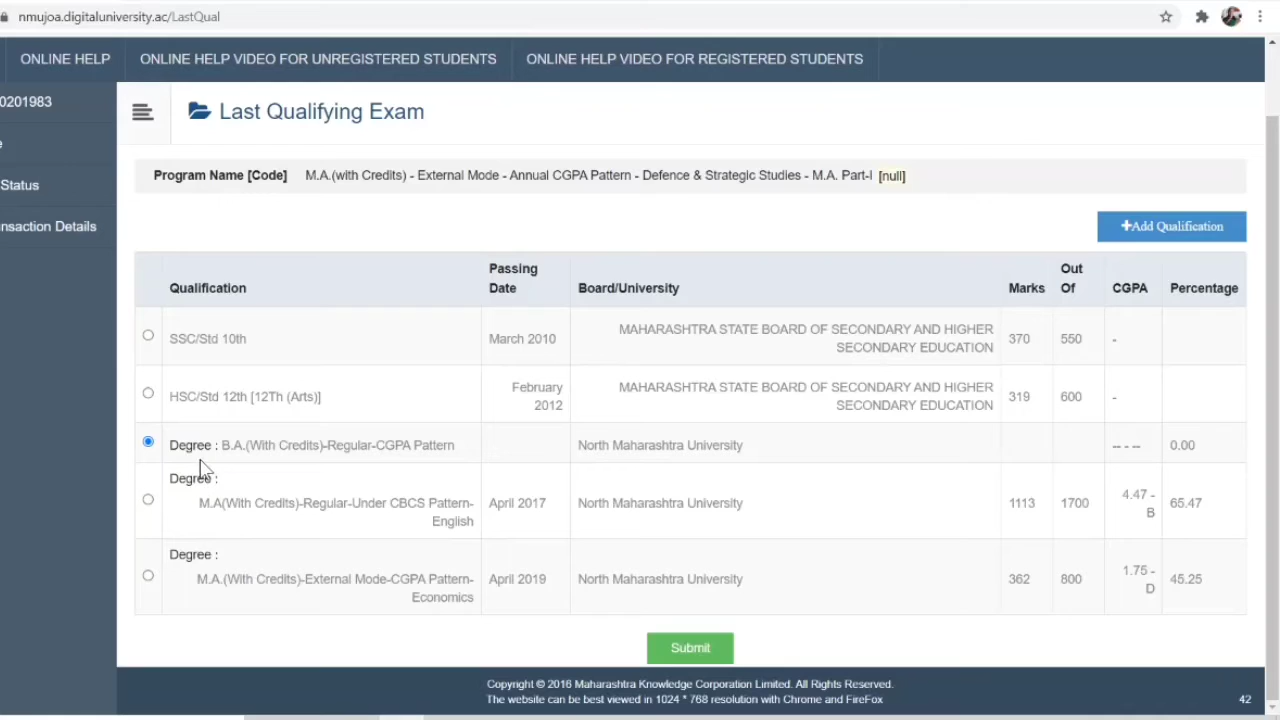 nmujoa.digitaluniversity.ac/LastQual
ONLINE HELP
ONLINE HELP VIDEO FOR UNREGISTERED STUDENTS
ONLINE HELP VIDEO FOR REGISTERED STUDENTS
0201983
e
Status
nsaction Details
Last Qualifying Exam
Program Name [Code] M.A.(with Credits) - External Mode - Annual CGPA Pattern - Defence & Strategic Studies - M.A. Part-I [null]
+Add Qualification
Qualification Passing Date Board/University Marks Out Of CGPA Percentage
SSC/Std 10th March 2010 MAHARASHTRA STATE BOARD OF SECONDARY AND HIGHER
SECONDARY EDUCATION 370 550 -
HSC/Std 12th [12Th (Arts)] February
2012 MAHARASHTRA STATE BOARD OF SECONDARY AND HIGHER
SECONDARY EDUCATION 319 600 -
Degree : B.A.(With Credits)-Regular-CGPA Pattern North Maharashtra University -- - -- 0.00
Degree :
M.A(With Credits)-Regular-Under CBCS Pattern-
English April 2017 North Maharashtra University 1113 1700 4.47 -
B 65.47
Degree :
M.A.(With Credits)-External Mode-CGPA Pattern-
Economics April 2019 North Maharashtra University 362 800 1.75 -
D 45.25
Submit
Copyright © 2016 Maharashtra Knowledge Corporation Limited. All Rights Reserved.
The website can be best viewed in 1024 * 768 resolution with Chrome and FireFox
42